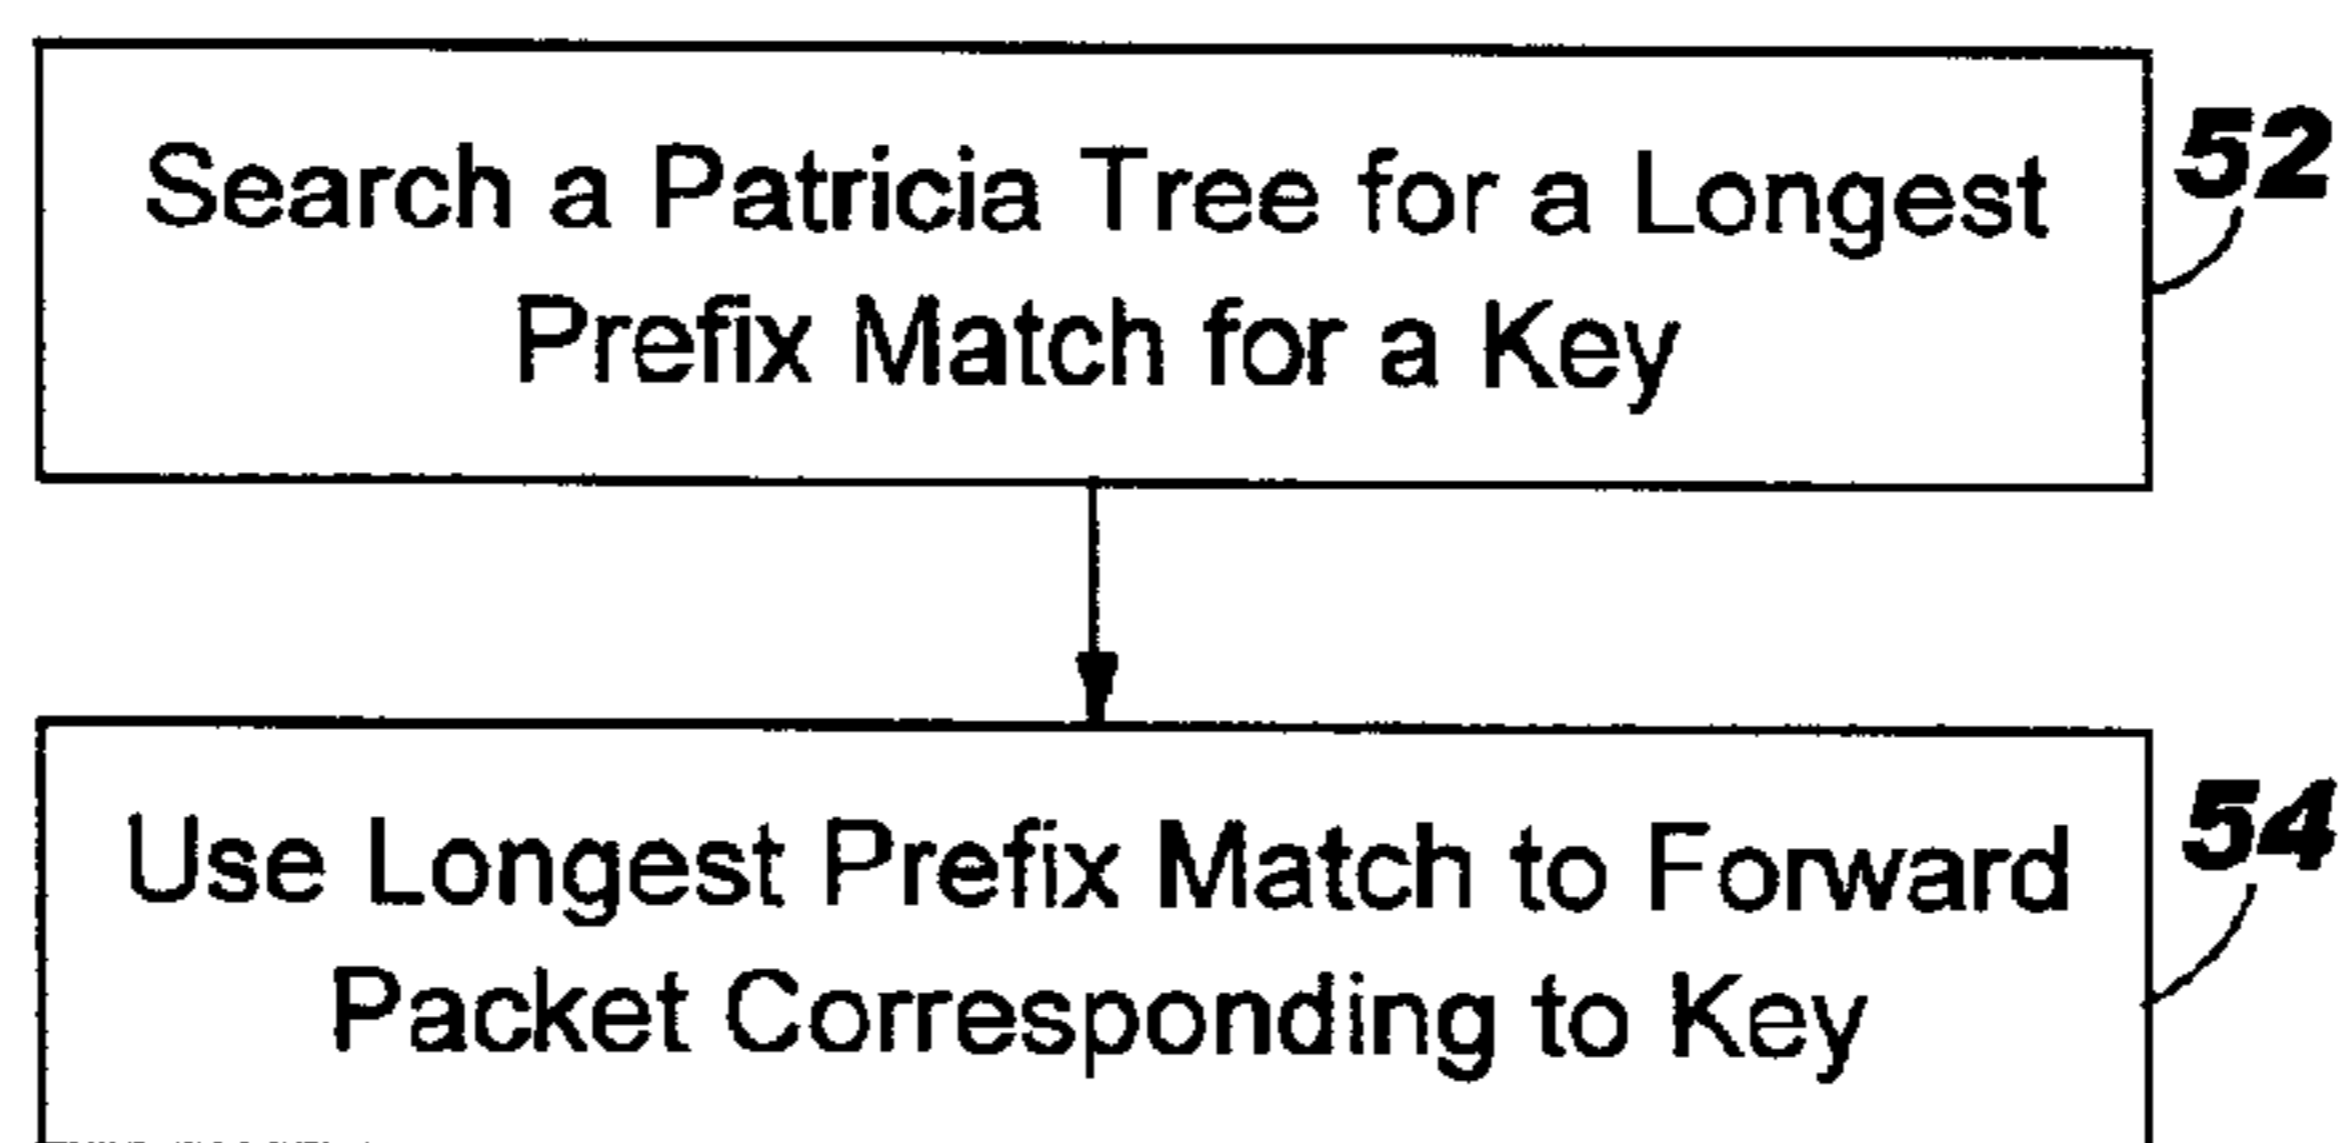 Search a Patricia Tree for a Longest
Prefix Match for a Key
52
Use Longest Prefix Match to Forward
Packet Corresponding to Key
54